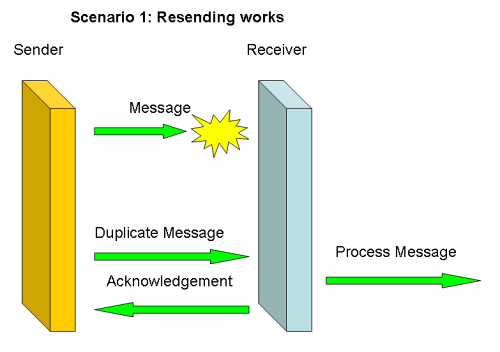 Scenario 1: Resending works
Sender
Receiver
Message
Duplicate Message
Process Message
Acknowledgement